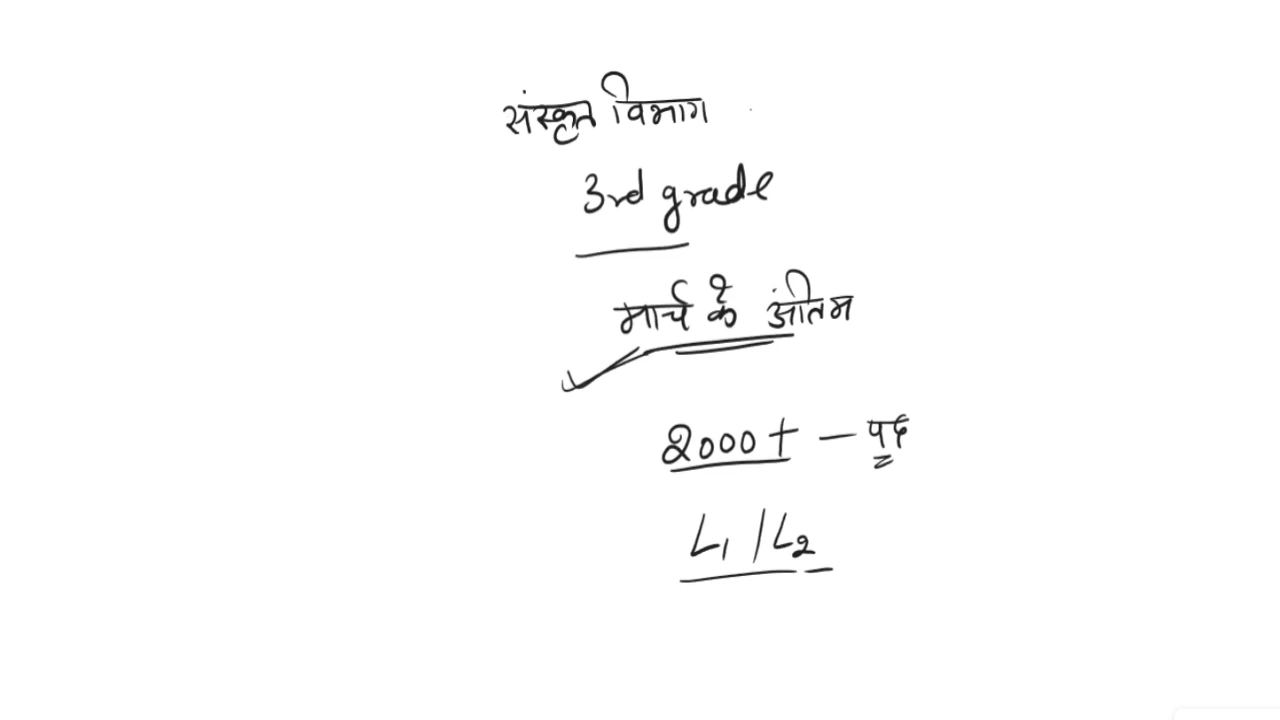 संस्कृत विभाग
3rd grade
मार्च के अंतिम
2000+ — पद
L1 / L2